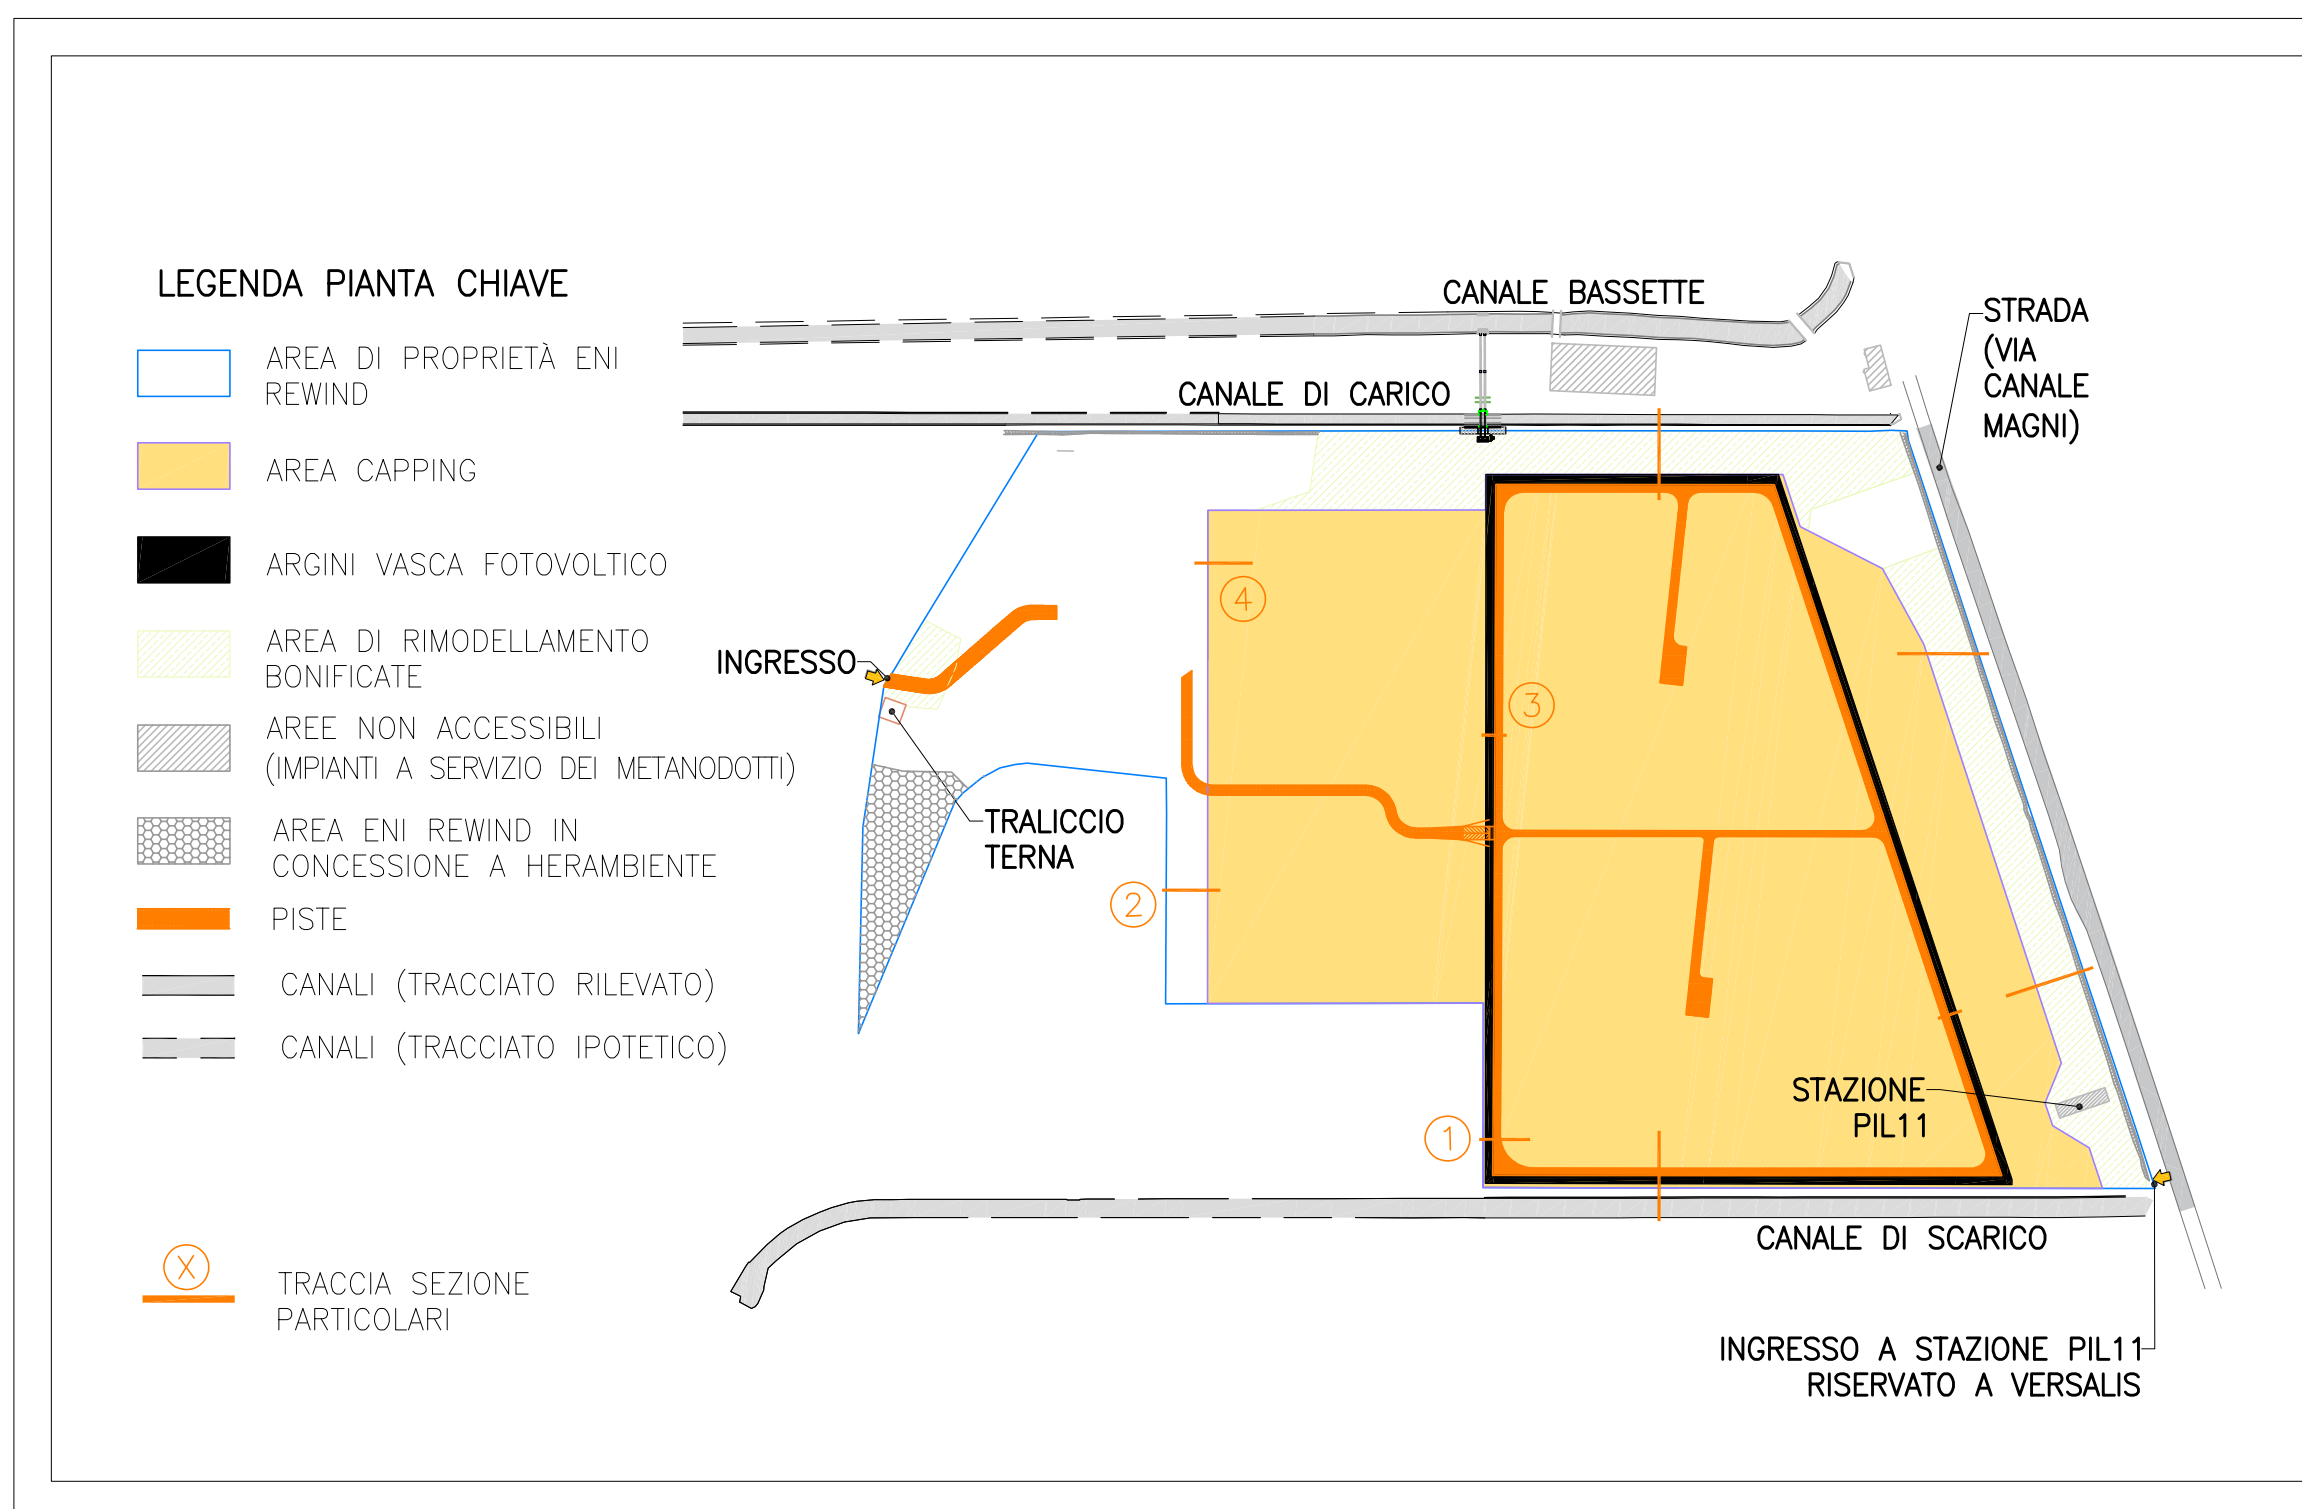 LEGENDA PIANTA CHIAVE
AREA DI PROPRIETÀ ENI
REWIND
AREA CAPPING
ARGINI VASCA FOTOVOLTICO
AREA DI RIMODELLAMENTO
BONIFICATE
AREE NON ACCESSIBILI
(IMPIANTI A SERVIZIO DEI METANODOTTI)
AREA ENI REWIND IN
CONCESSIONE A HERAMBIENTE
PISTE
CANALI (TRACCIATO RILEVATO)
CANALI (TRACCIATO IPOTETICO)
X
TRACCIA SEZIONE
PARTICOLARI
CANALE BASSETTE
STRADA
(VIA
CANALE
MAGNI)
CANALE DI CARICO
4
INGRESSO
3
TRALICCIO
TERNA
2
STAZIONE
PIL11
1
CANALE DI SCARICO
INGRESSO A STAZIONE PIL11
RISERVATO A VERSALIS